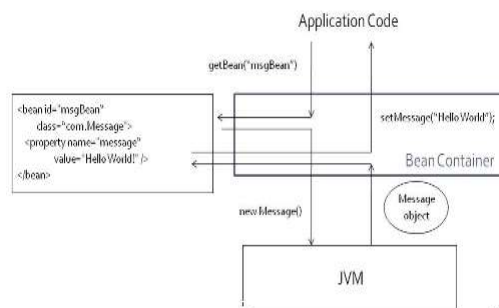 Application Code
getBean("msgBean")
<bean id="msgBean"
class="com.Message">
<property name="message"
value="Hello World!" />
</bean>
setMessage("Hello World");
Bean Container
new Message()
Message
object
JVM